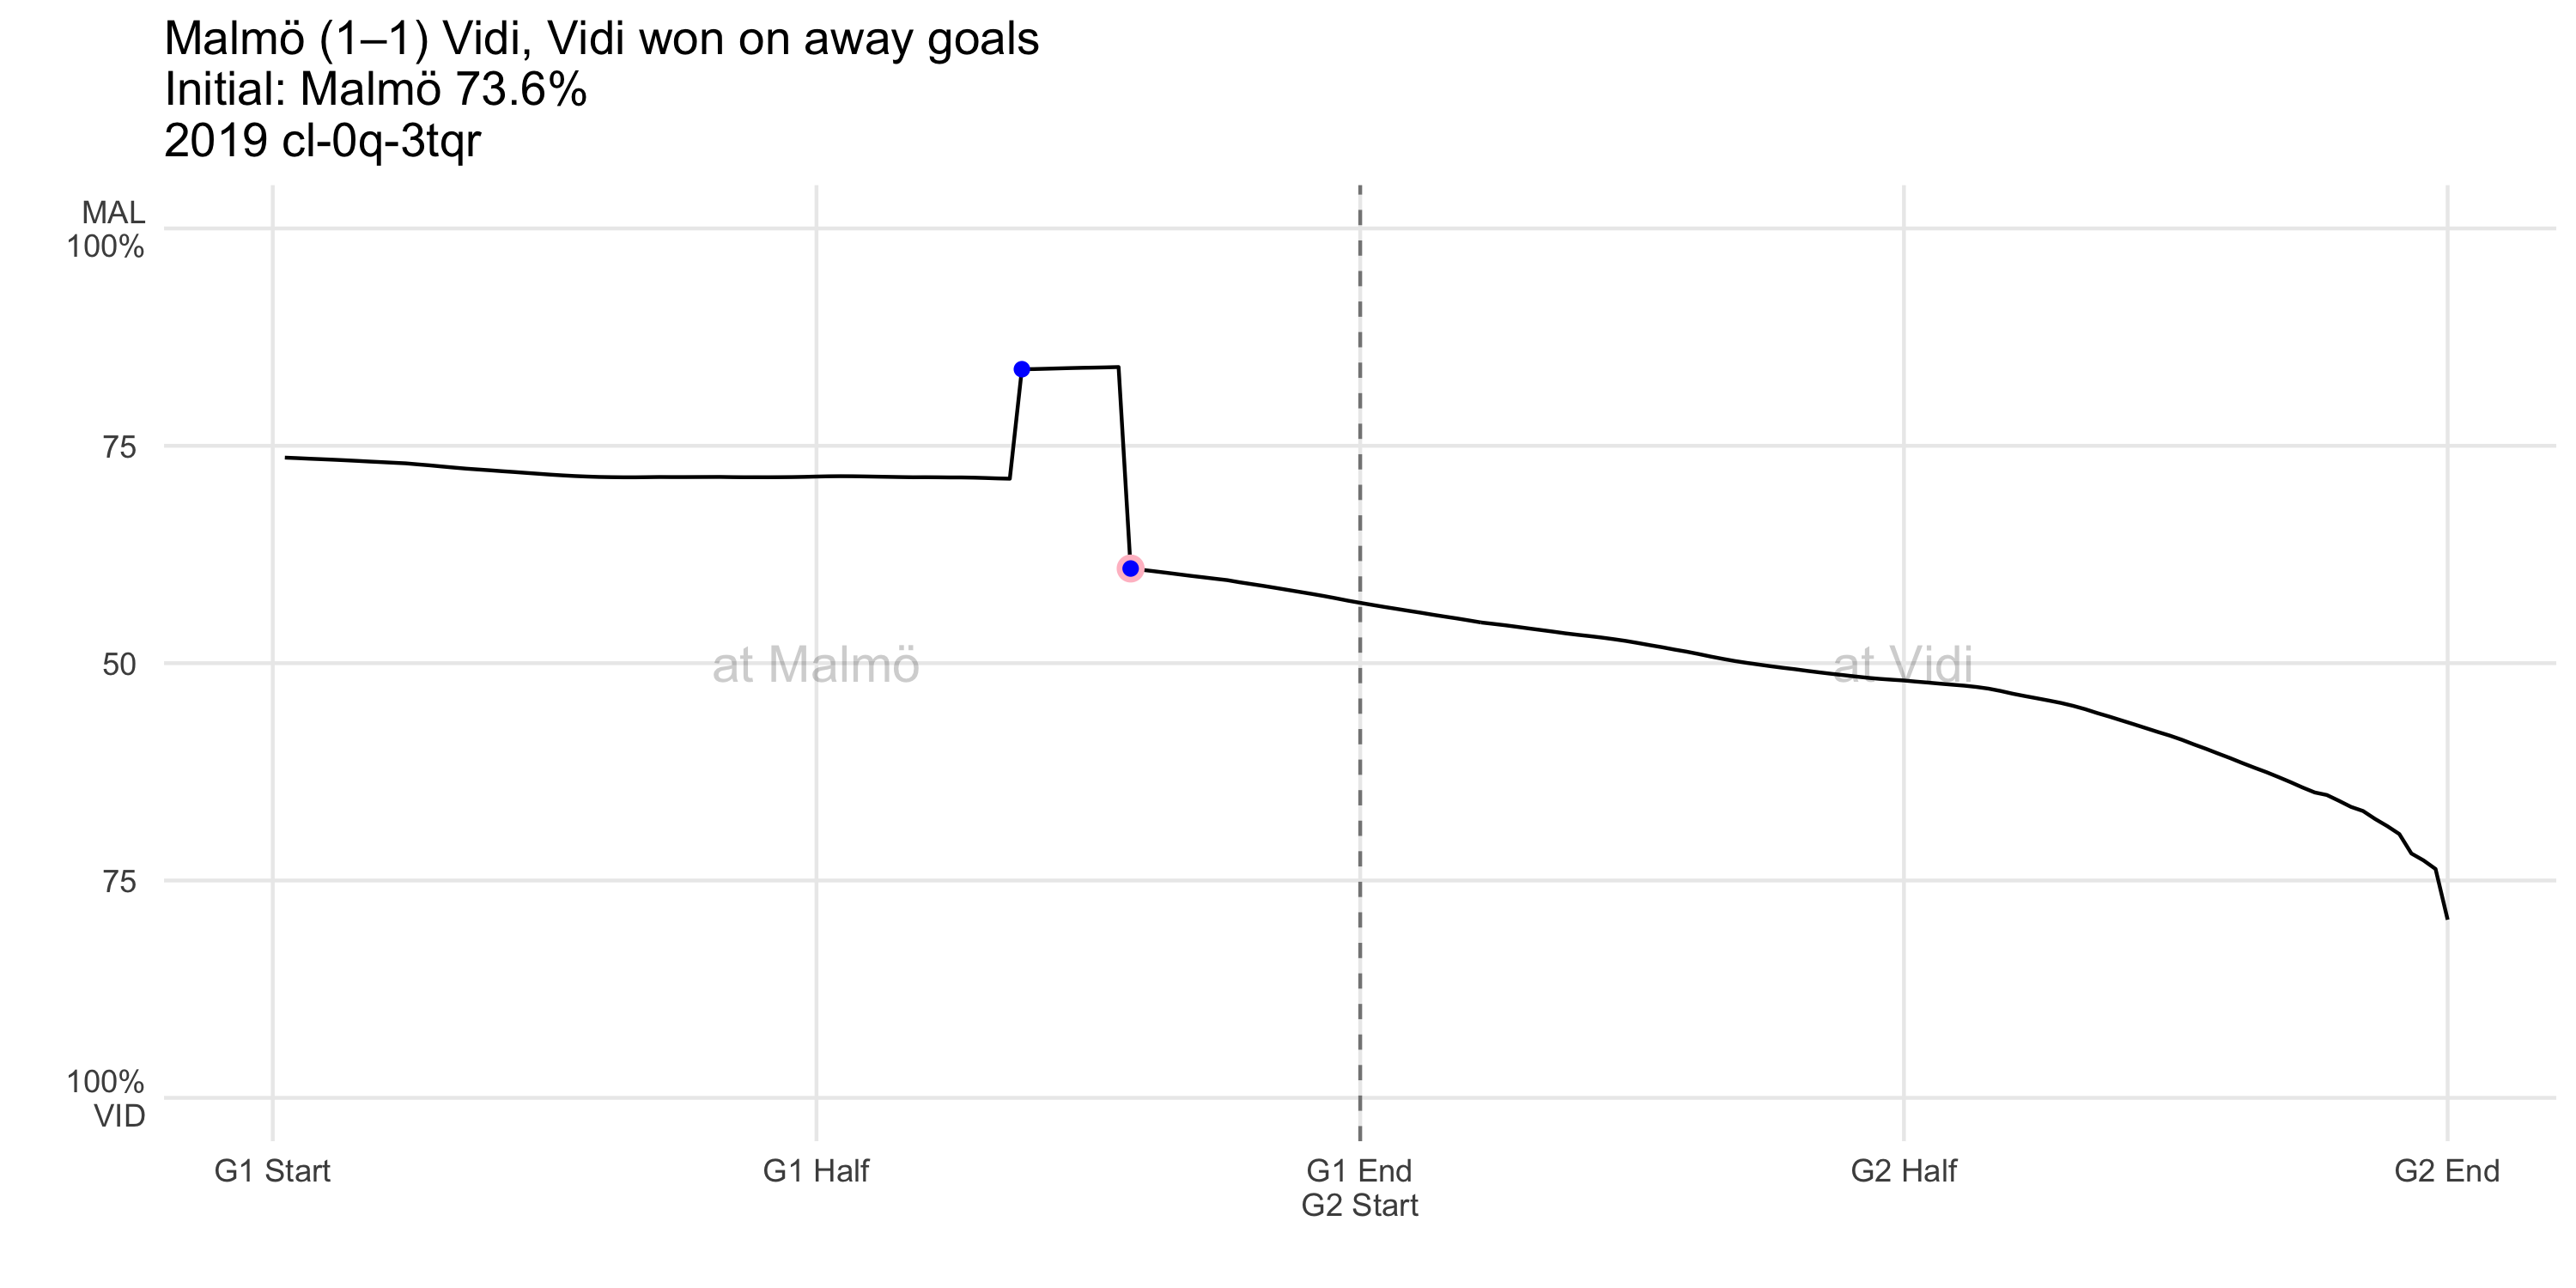 Malmö (1–1) Vidi, Vidi won on away goals
Initial: Malmö 73.6%
2019 cl-0q-3tqr
MAL
100%
75
50
75
100%
VID
at Malmö
at Vidi
G1 Start
G1 Half
G1 End
G2 Start
G2 Half
G2 End